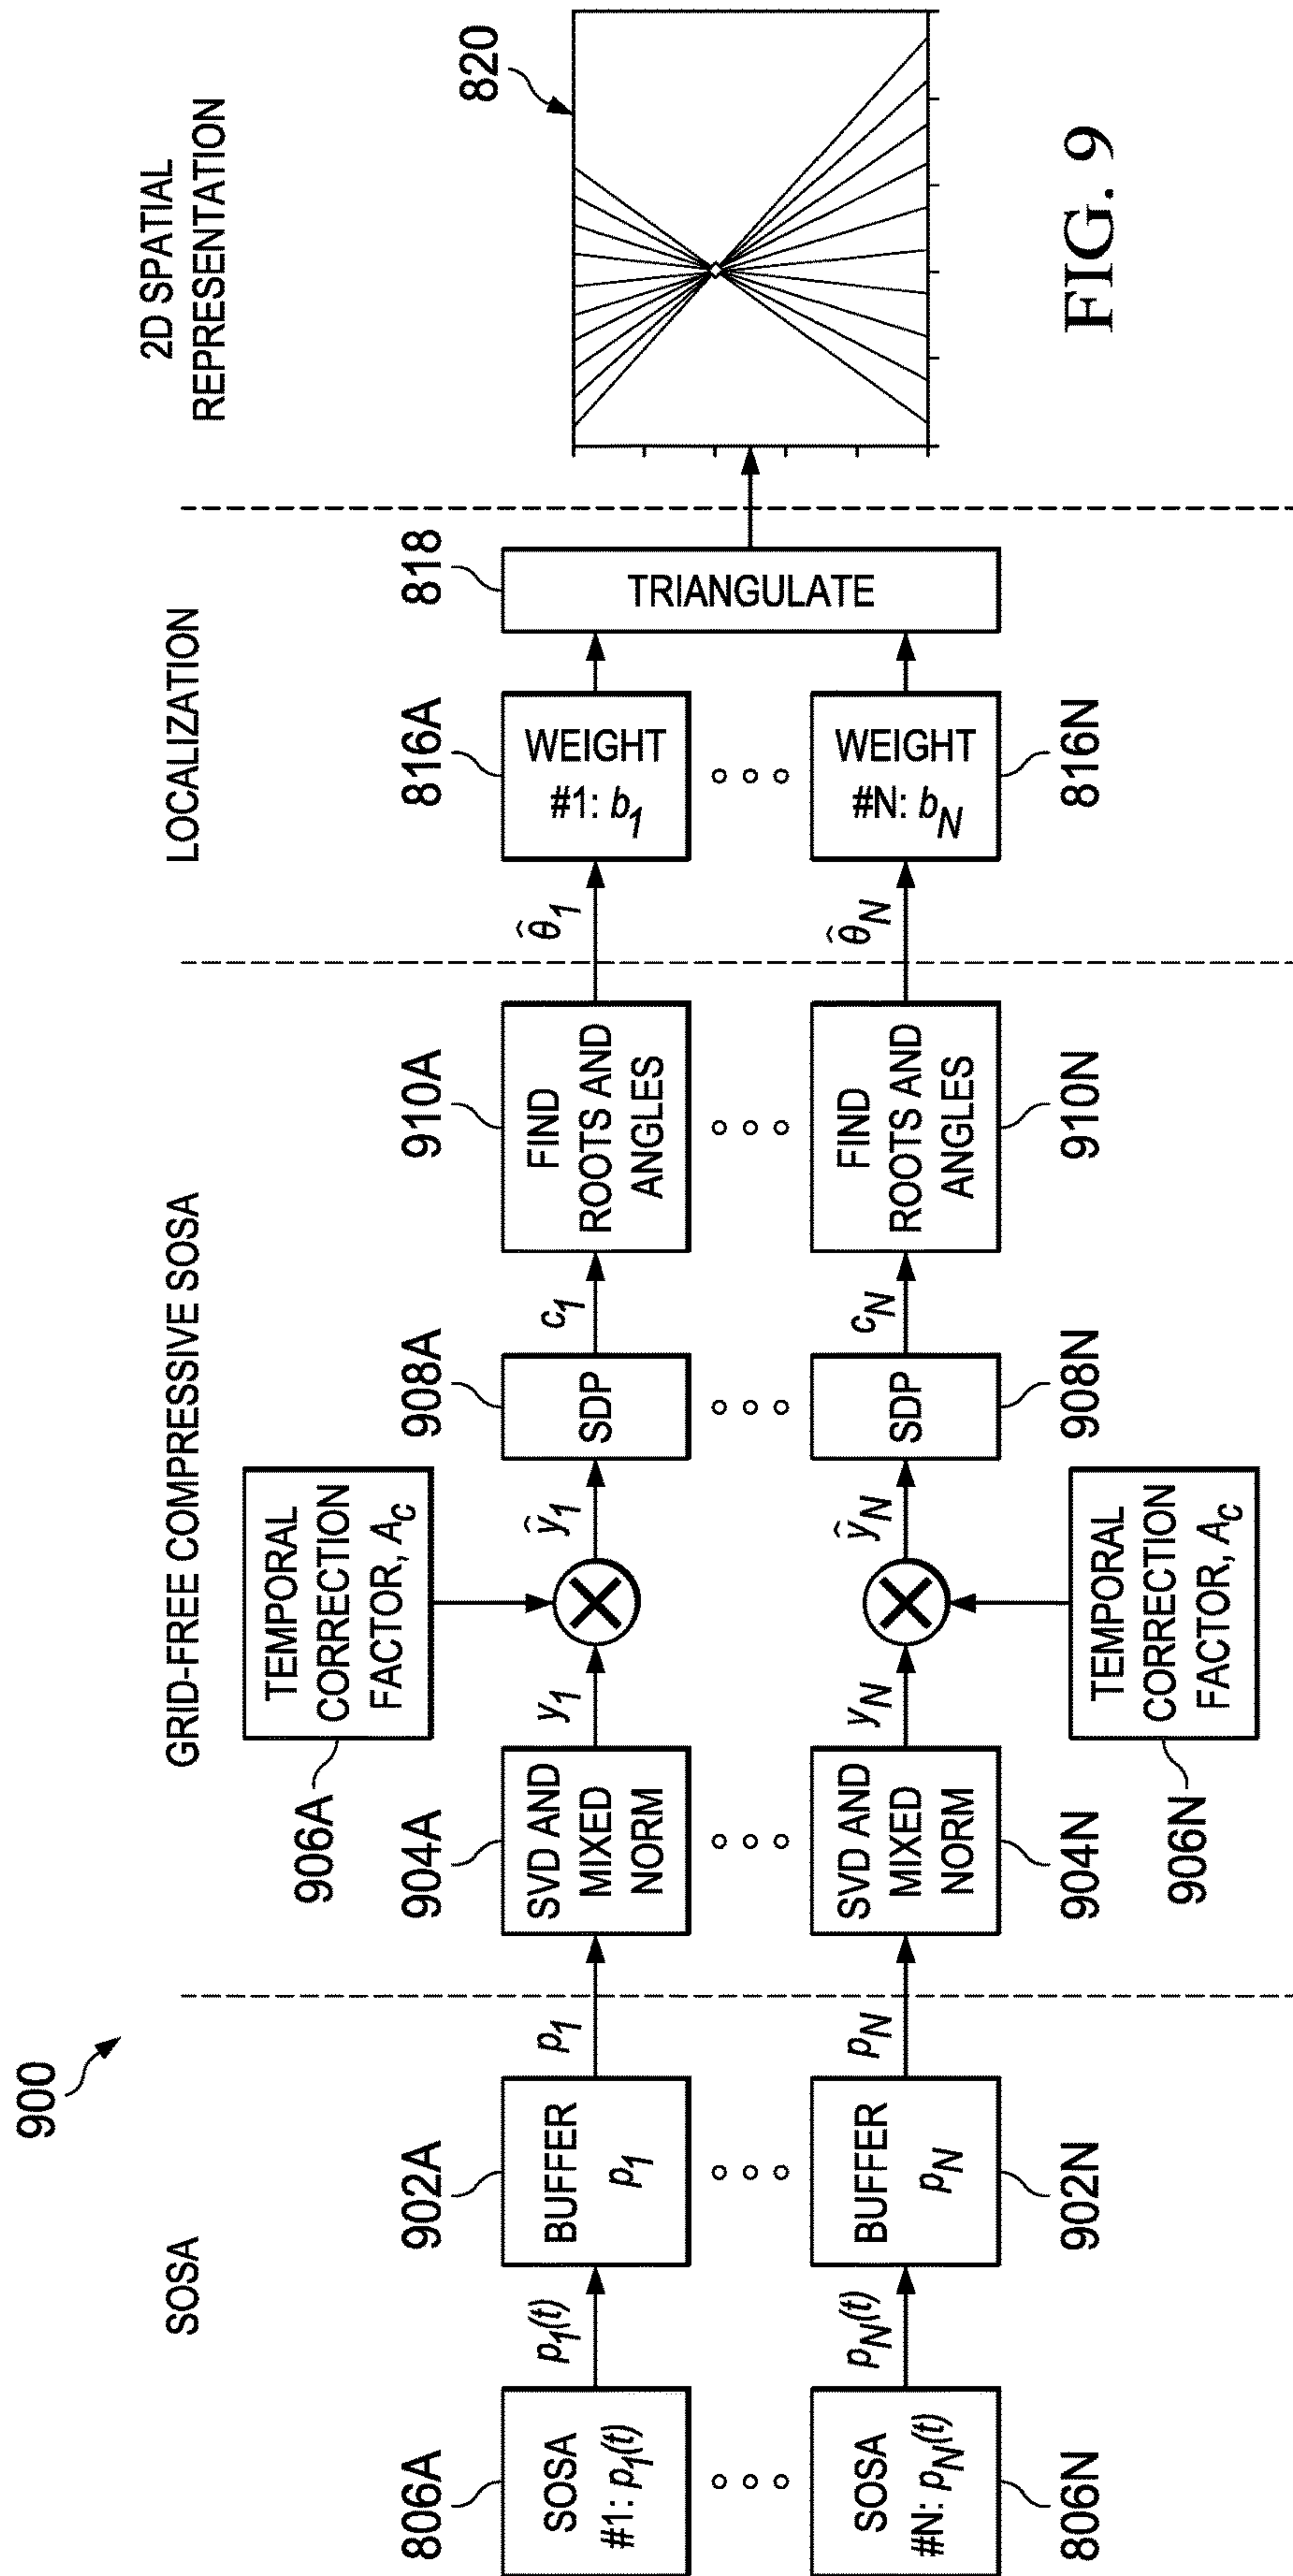 900
SOSA
GRID-FREE COMPRESSIVE SOSA
LOCALIZATION
2D SPATIAL
REPRESENTATION
806A
SOSA
#1: p1(t)
p1(t)
902A
BUFFER
p1
p1
904A
SVD AND
MIXED
NORM
y1
906A
TEMPORAL
CORRECTION
FACTOR, Ac
ŷ1
908A
SDP
c1
910A
FIND
ROOTS AND
ANGLES
θ̂1
816A
WEIGHT
#1: b1
818
TRIANGULATE
820
806N
SOSA
#N: pN(t)
pN(t)
902N
BUFFER
pN
pN
904N
SVD AND
MIXED
NORM
yN
906N
TEMPORAL
CORRECTION
FACTOR, Ac
ŷN
908N
SDP
cN
910N
FIND
ROOTS AND
ANGLES
θ̂N
816N
WEIGHT
#N: bN
FIG. 9